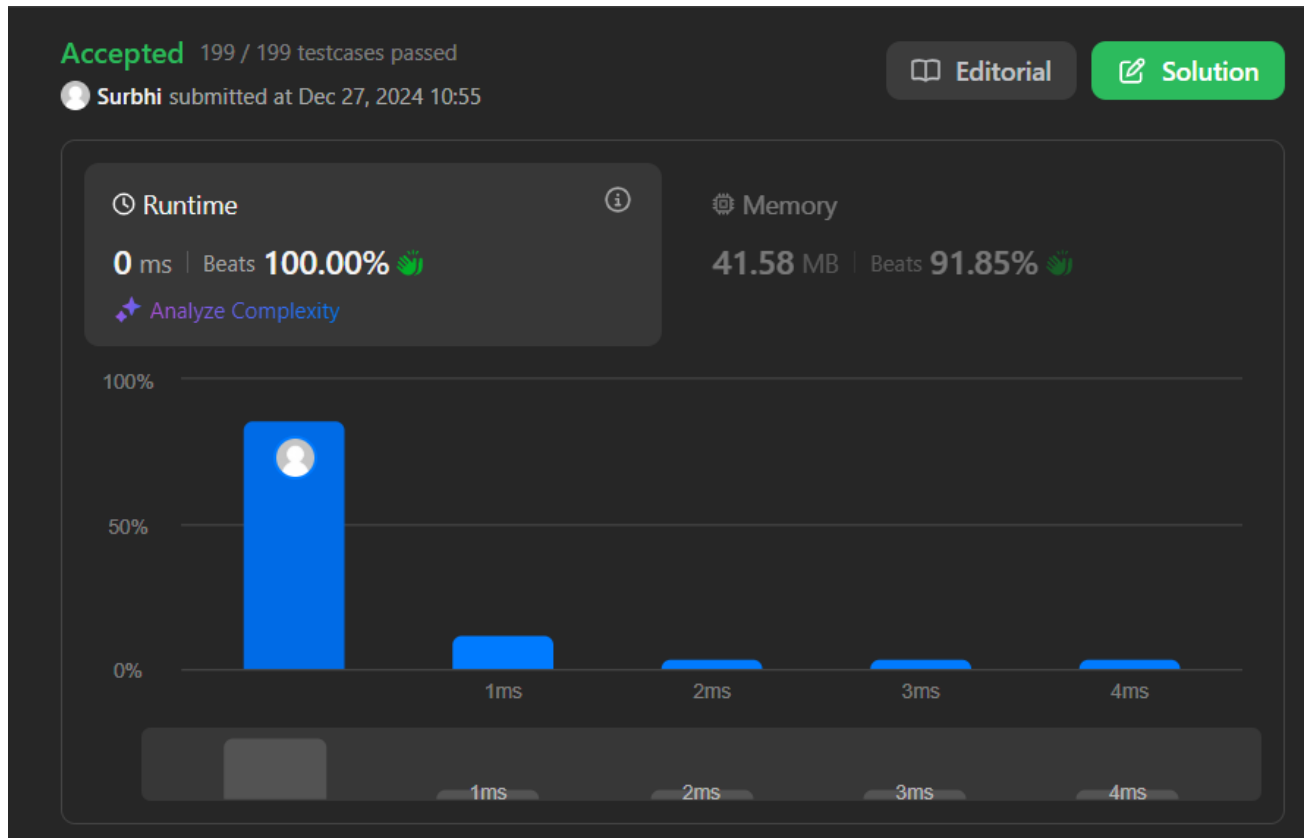 Accepted 199 / 199 testcases passed
Editorial
Solution
Surbhi submitted at Dec 27, 2024 10:55
Runtime
0 ms | Beats 100.00%
Analyze Complexity
Memory
41.58 MB | Beats 91.85%
100%
50%
0%
1ms 2ms 3ms 4ms
1ms 2ms 3ms 4ms